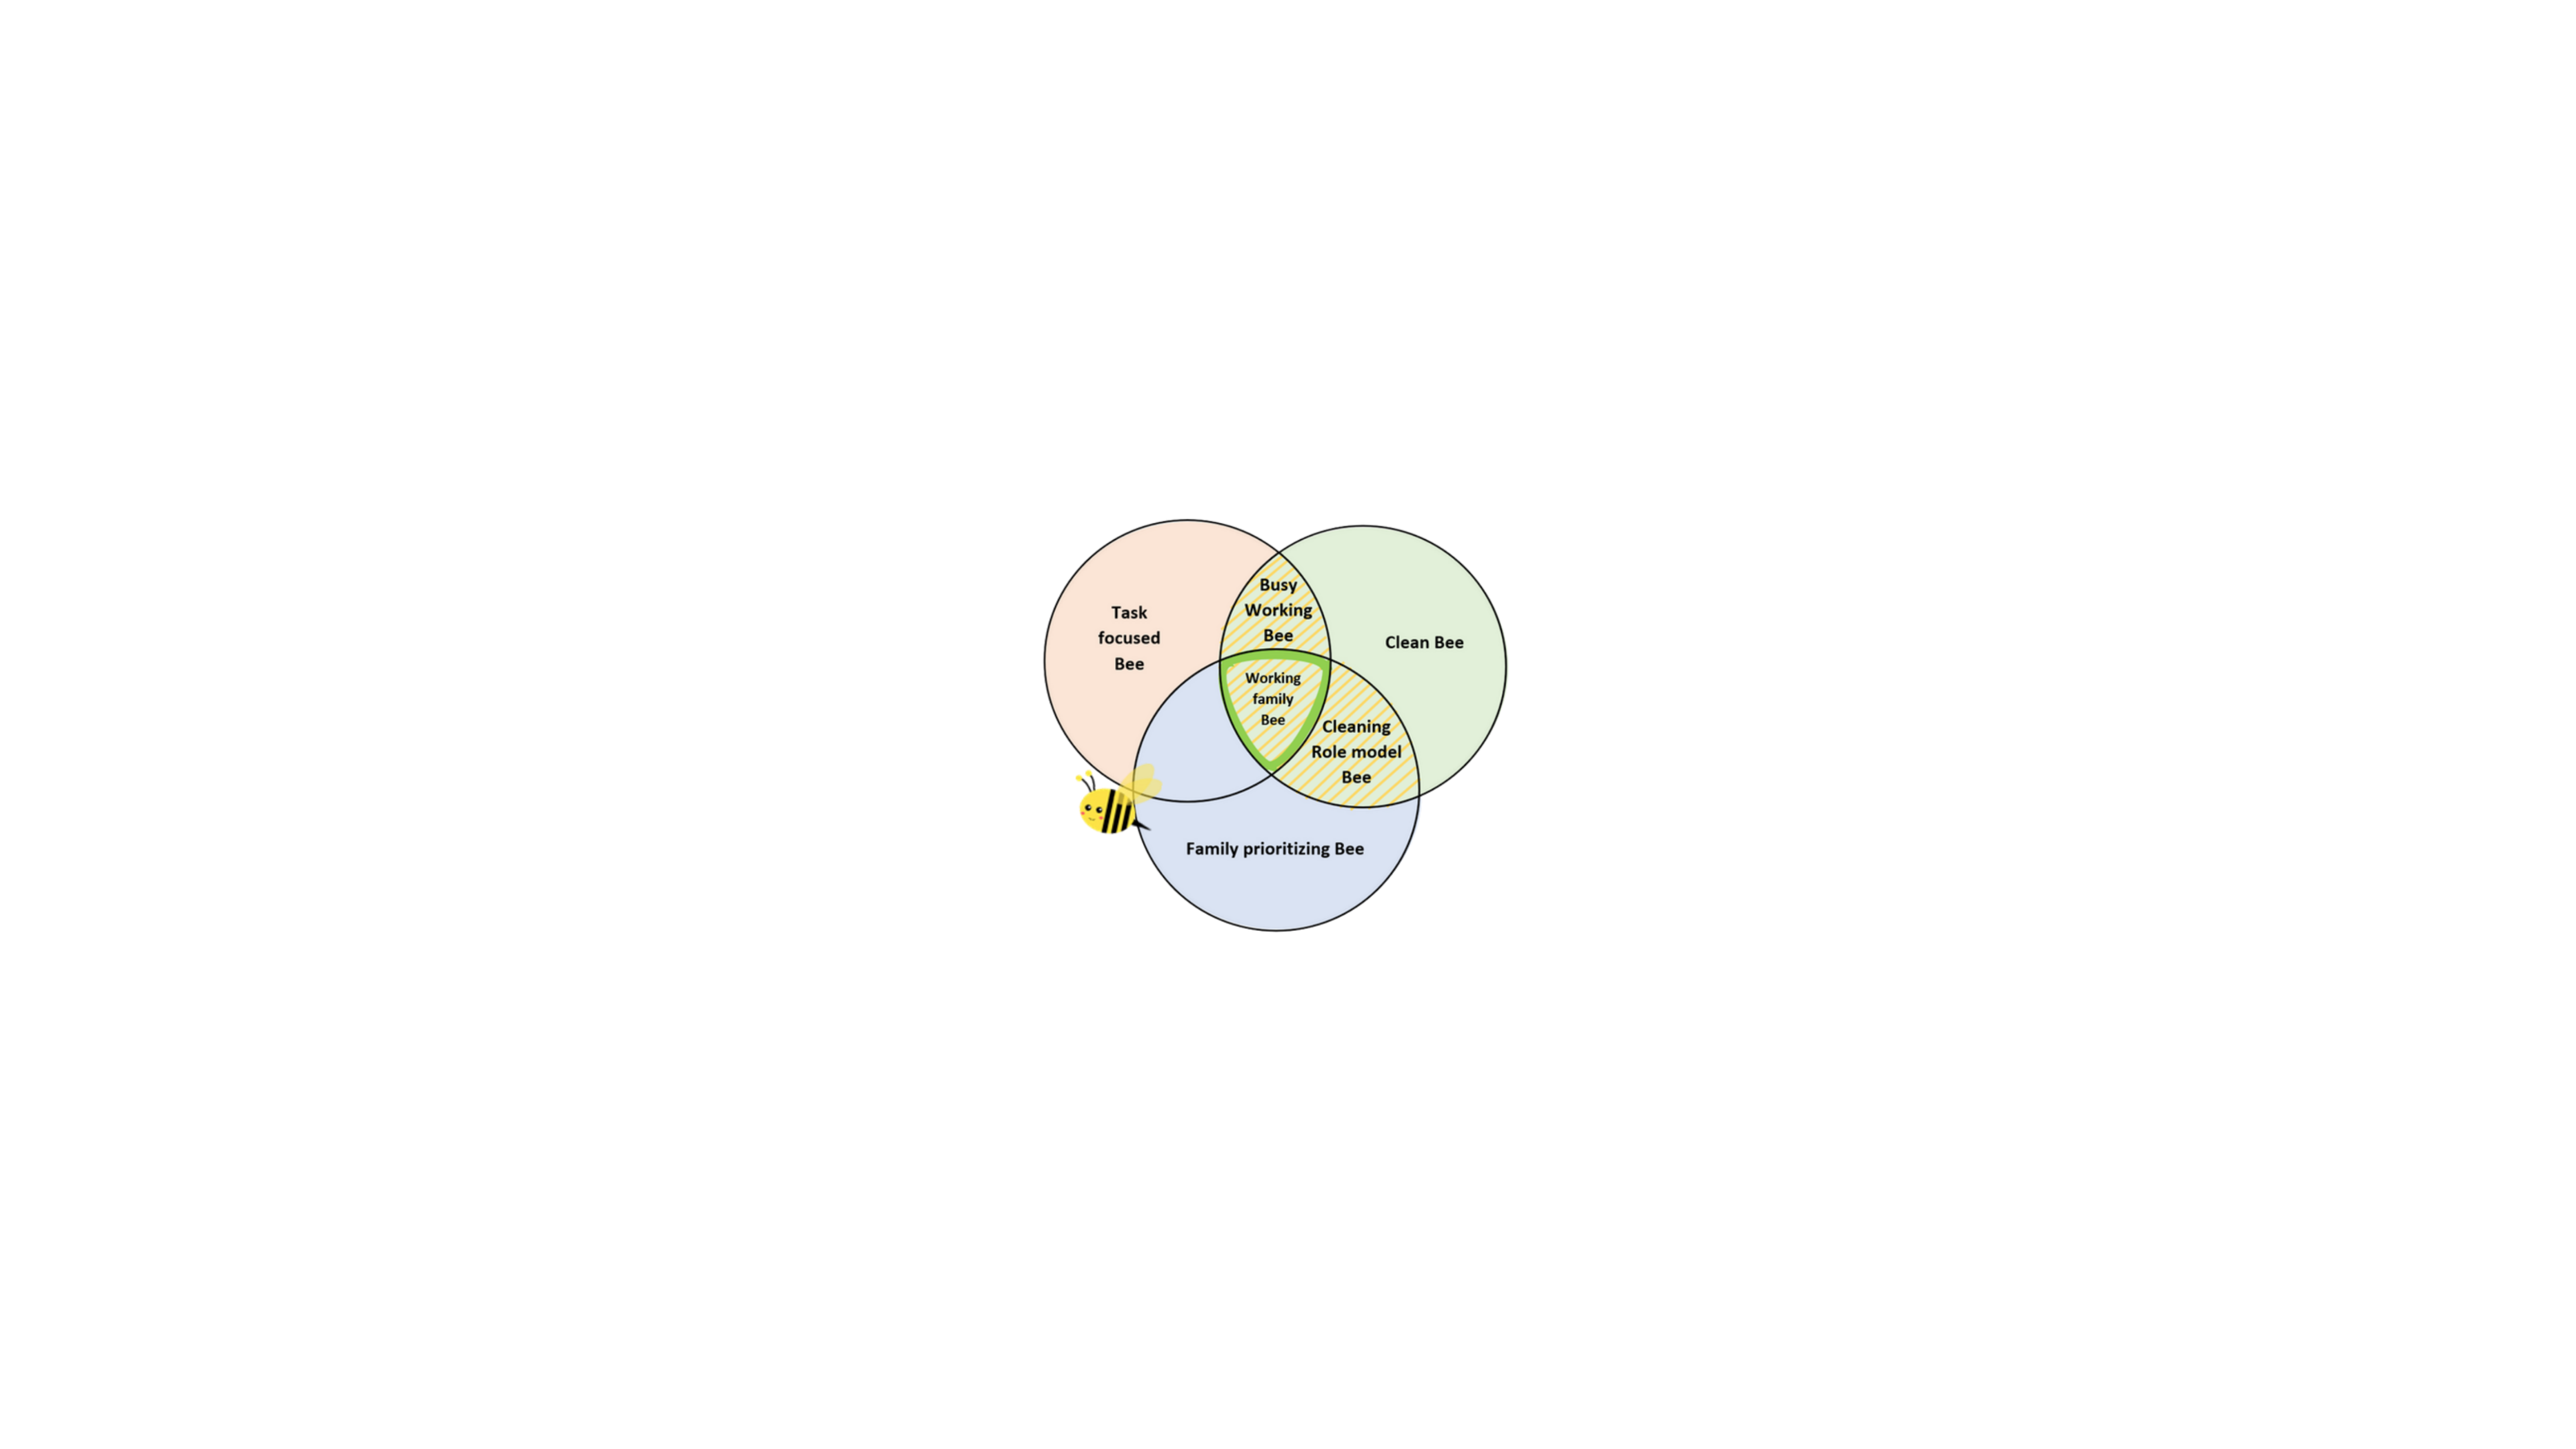 Task
focused
Bee
Busy
Working
Bee
Clean Bee
Working
family
Bee
Cleaning
Role model
Bee
Family prioritizing Bee